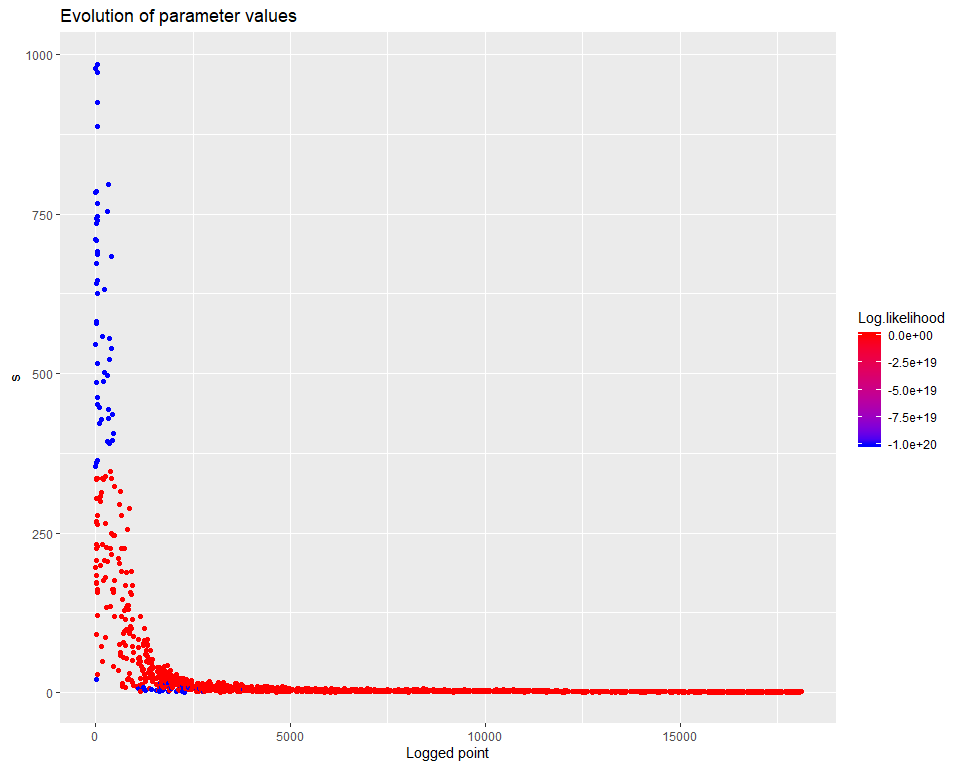 Evolution of parameter values
1000
750
500
250
0
s
0
5000
10000
15000
Logged point
Log.likelihood
0.0e+00
-2.5e+19
-5.0e+19
-7.5e+19
-1.0e+20